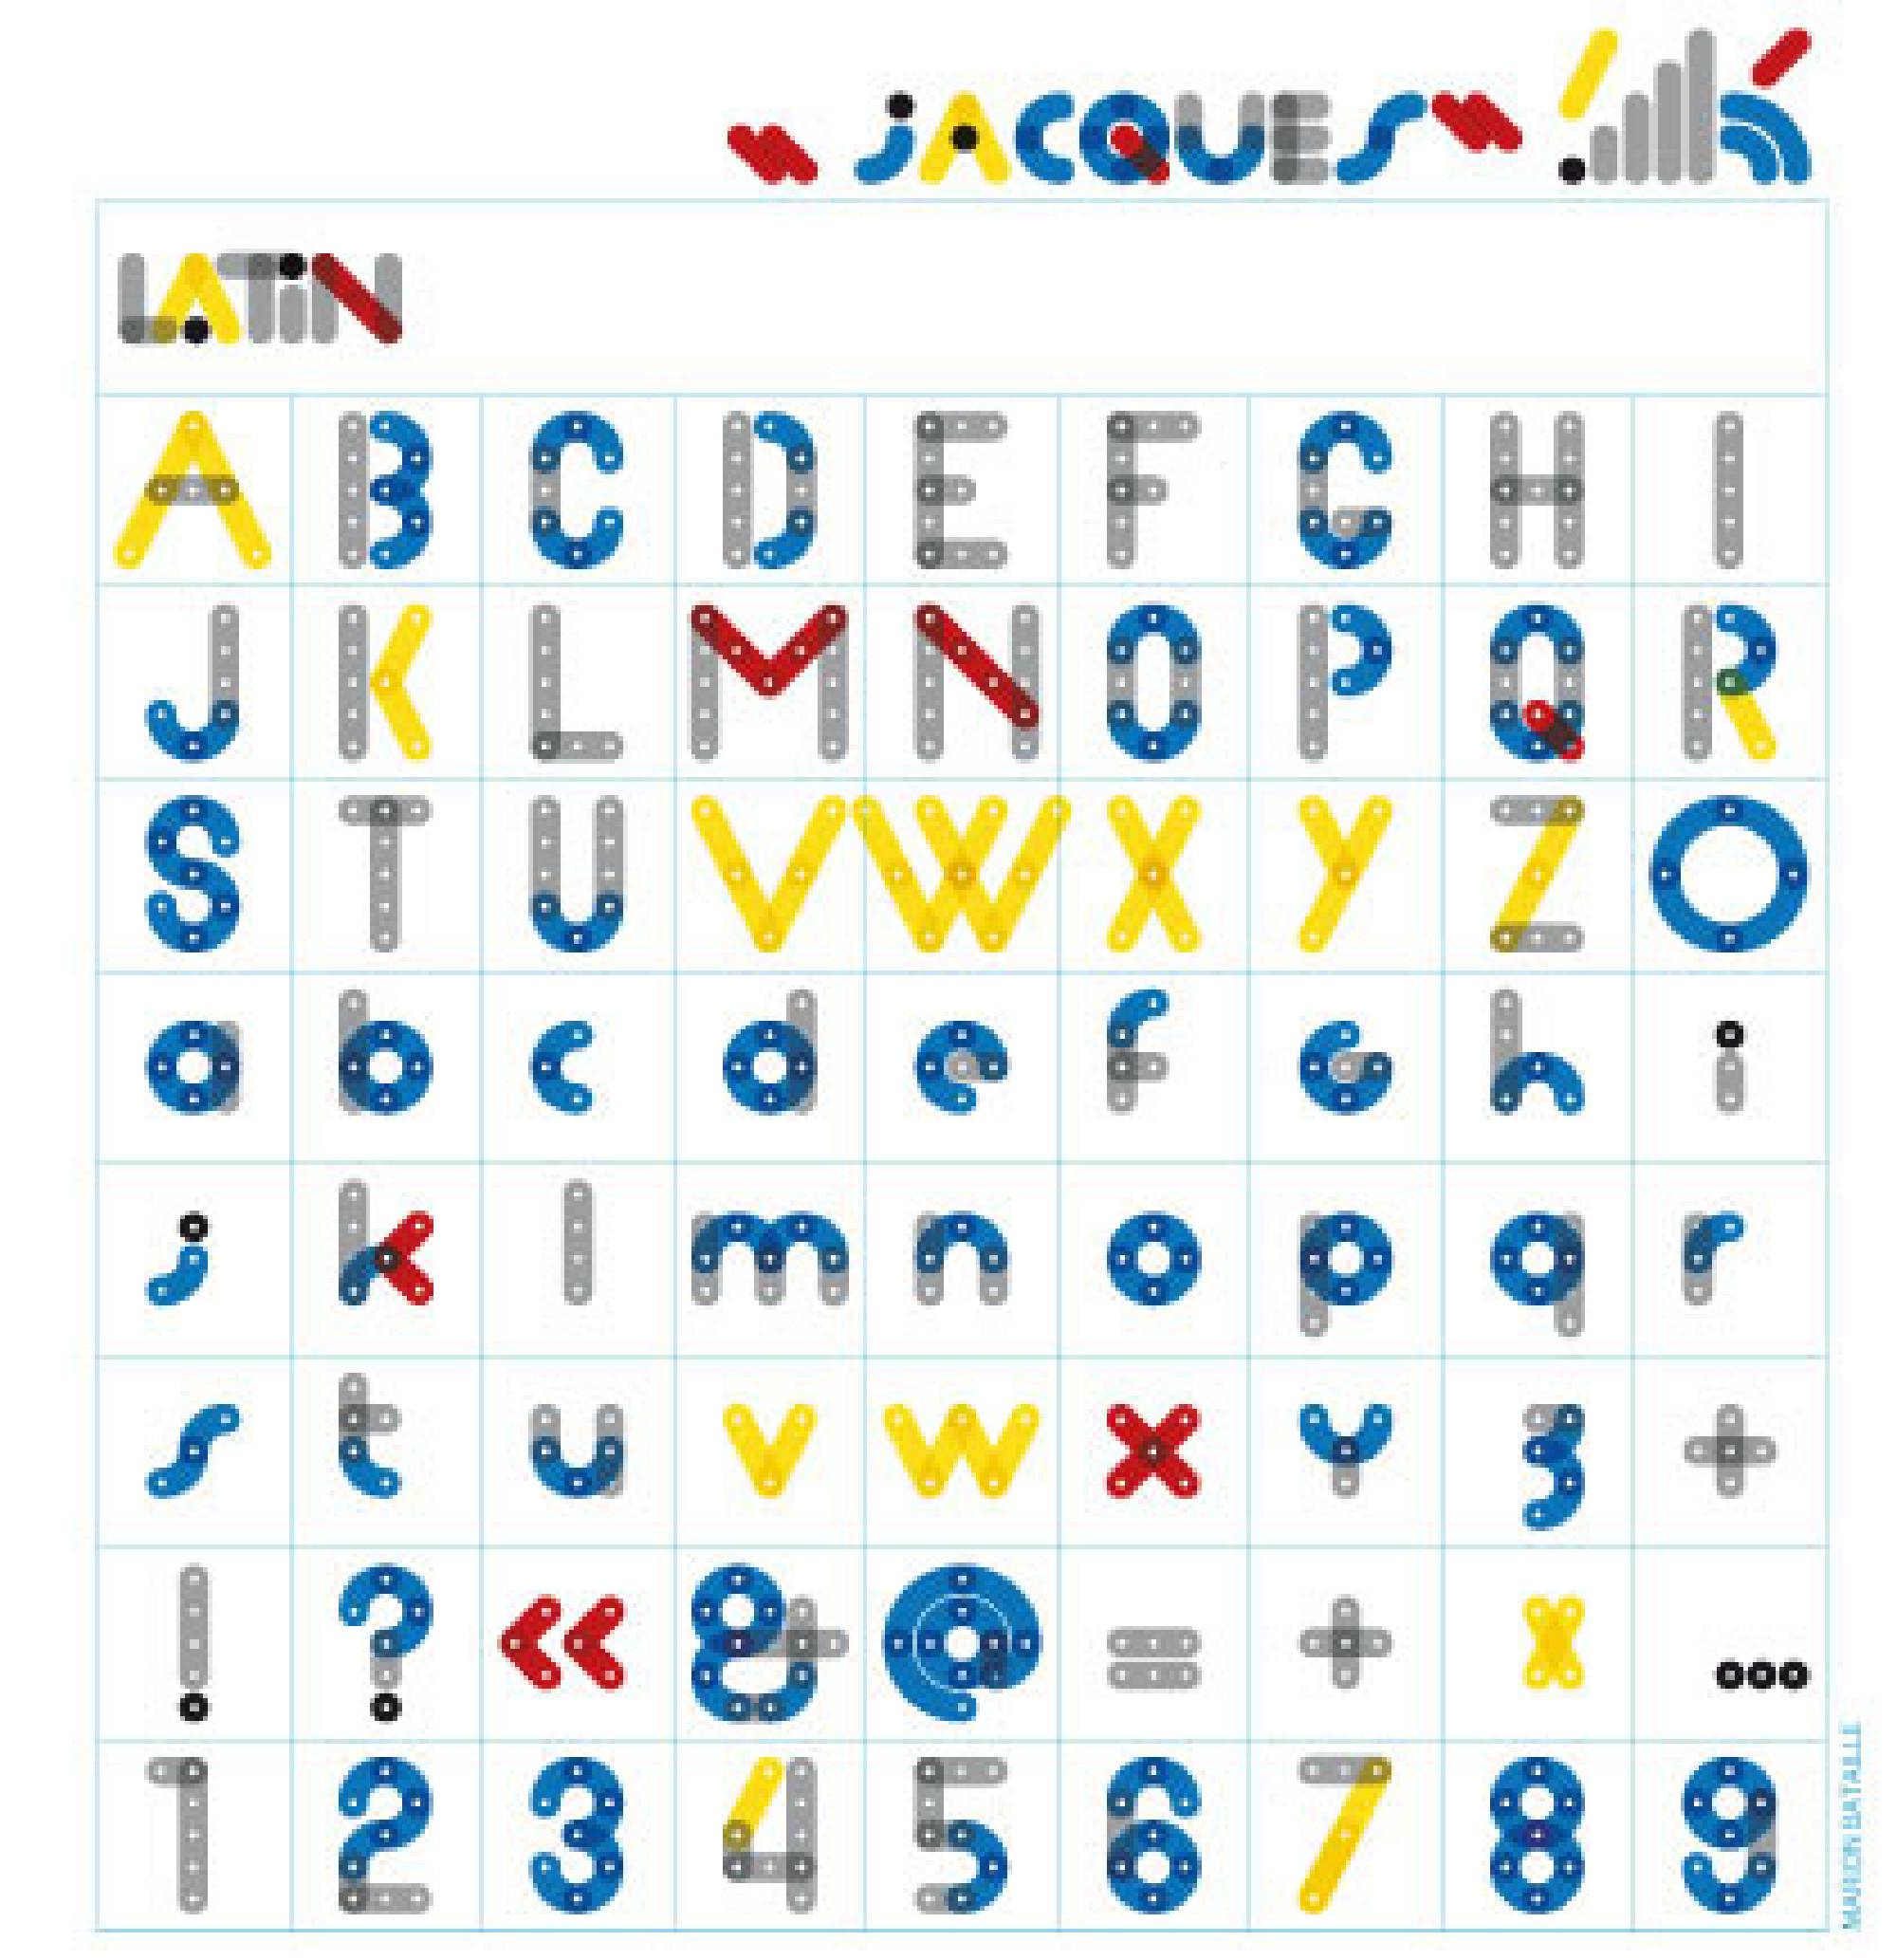 jACQUES
LATiN
A B C D E F G H I
J K L M N O P Q R
S T U V W X Y Z O
a b c d e f G h i
j k l m n o p q r
s t u v w x y z +
! ? « & @ = + x ...
1 2 3 4 5 6 7 8 9
MARION BATAILLE